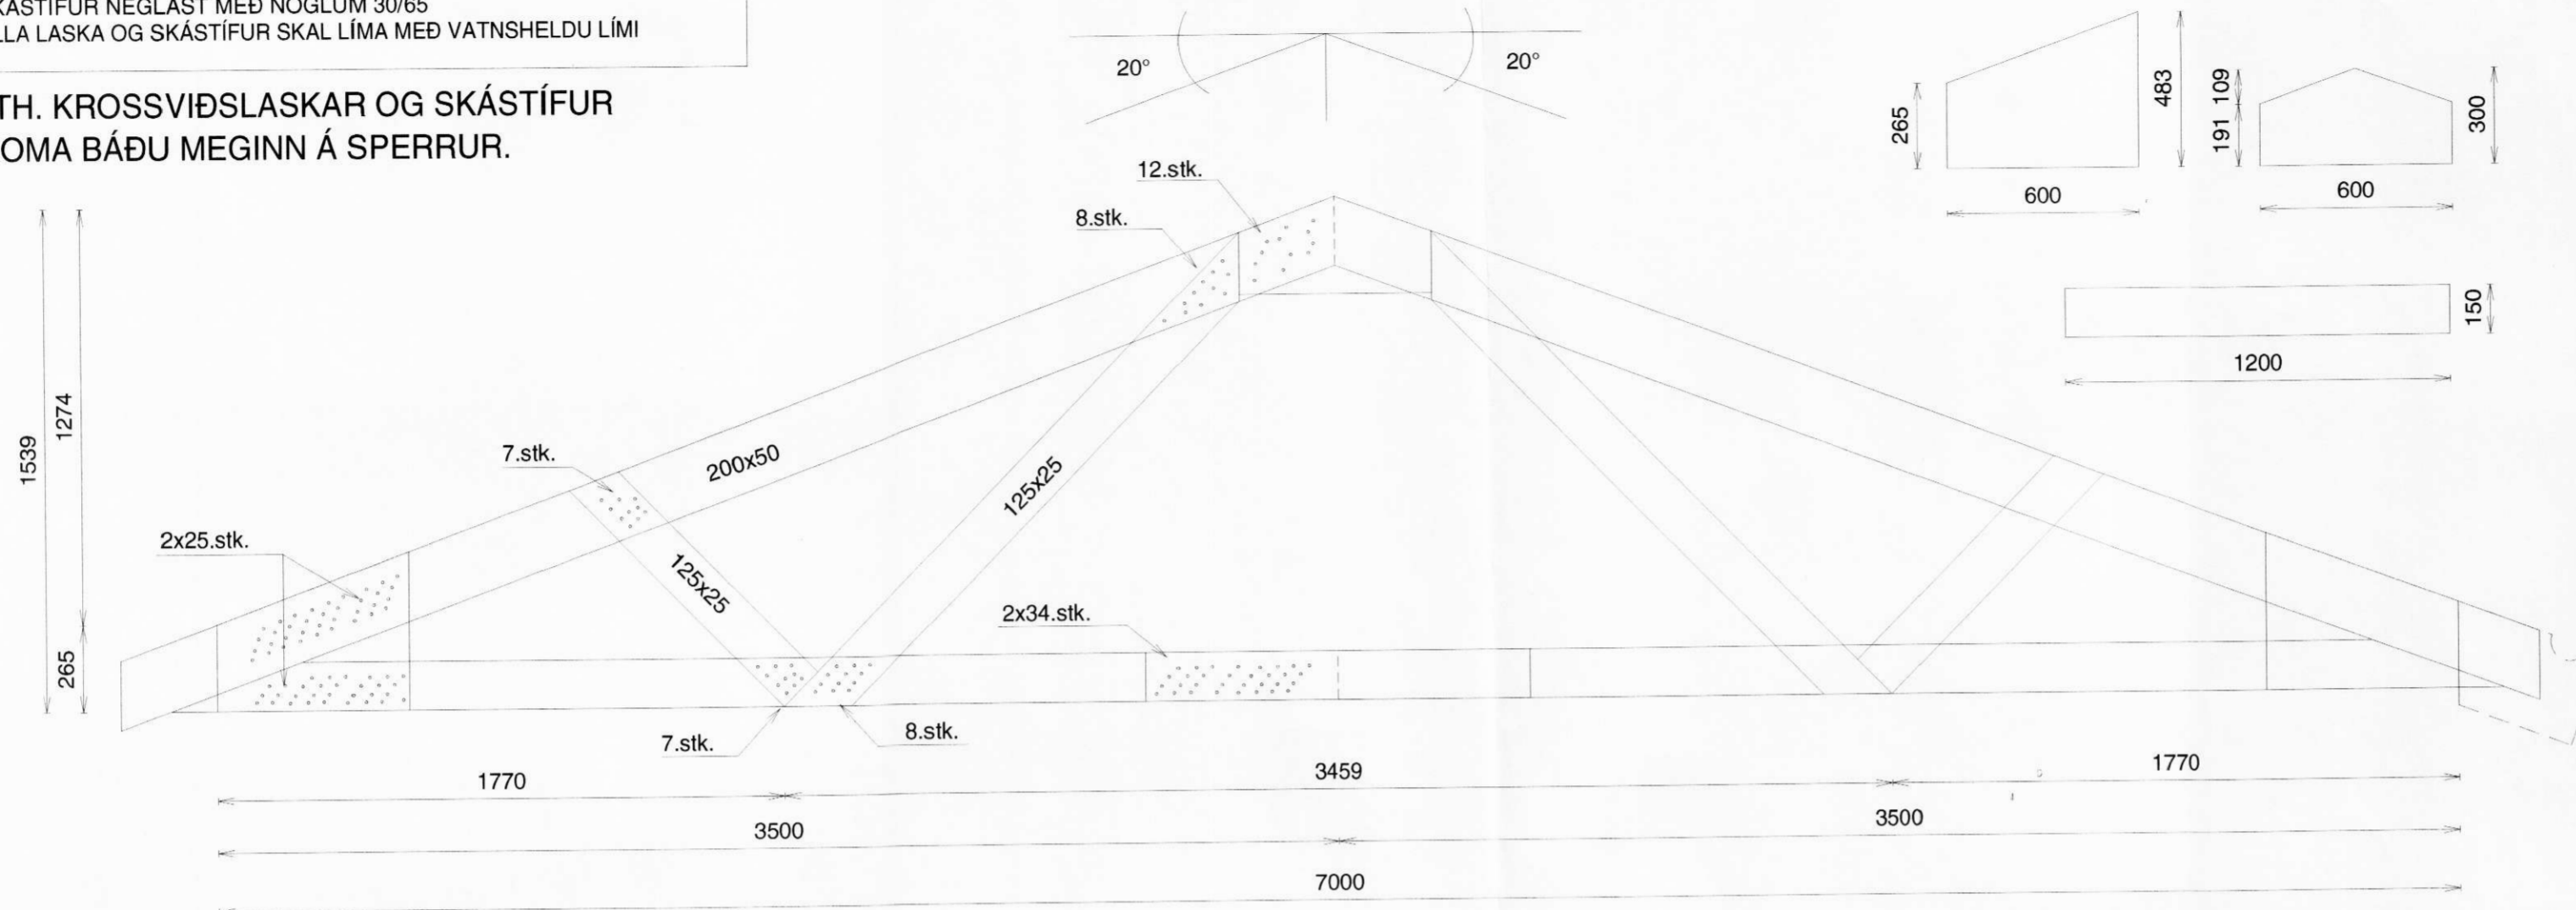 SKÁSTÍFUR NEGLAST MEÐ NÖGLUM 30/65
LLA LASKA OG SKÁSTÍFUR SKAL LÍMA MEÐ VATNSHELDU LÍMI
TH. KROSSVIÐSLASKAR OG SKÁSTÍFUR
OMA BÁÐU MEGINN Á SPERRUR.
20°
20°
265
483
600
191
109
300
600
150
1200
12.stk.
8.stk.
1539
1274
265
7.stk.
200x50
125x25
125x25
2x25.stk.
2x34.stk.
7.stk.
8.stk.
1770
3459
1770
3500
3500
7000